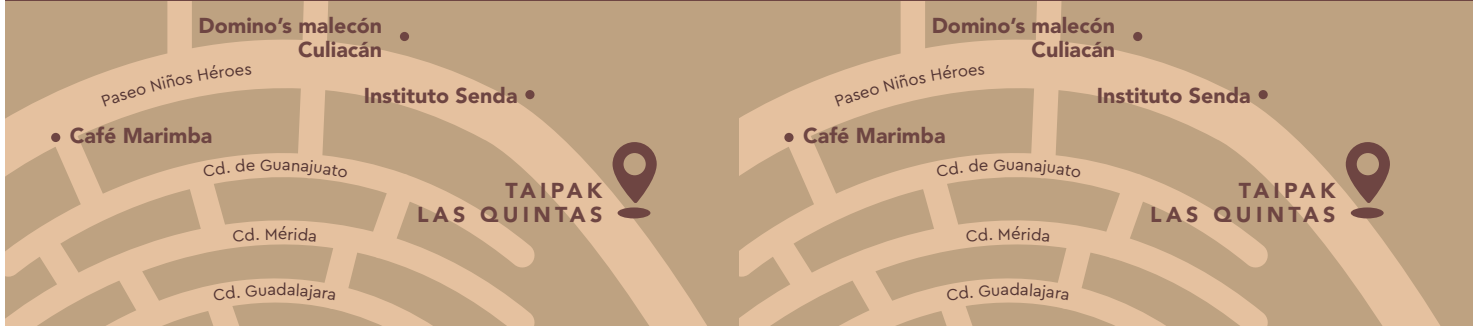 Domino's malecón
Culiacán
Paseo Niños Héroes
Instituto Senda
Café Marimba
Cd. de Guanajuato
TAIPAK
LAS QUINTAS
Cd. Mérida
Cd. Guadalajara
Domino's malecón
Culiacán
Paseo Niños Héroes
Instituto Senda
Café Marimba
Cd. de Guanajuato
TAIPAK
LAS QUINTAS
Cd. Mérida
Cd. Guadalajara